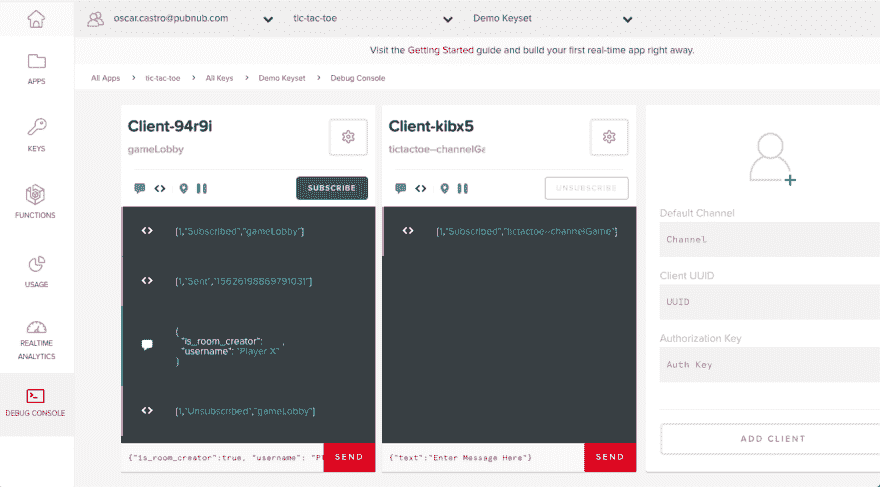 oscar.castro@pubnub.com
tic-tac-toe
Demo Keyset
Visit the Getting Started guide and build your first real-time app right away.
All Apps > tic-tac-toe > All Keys > Demo Keyset > Debug Console
APPS
KEYS
FUNCTIONS
USAGE
REALTIME
ANALYTICS
DEBUG CONSOLE
Client-94r9i
gameLobby
SUBSCRIBE
[1,"Subscribed","gameLobby"]
[1,"Sent","15626198869791031"]
{
"is_room_creator": ,
"username": "Player X"
}
[1,"Unsubscribed","gameLobby"]
{"is_room_creator":true, "username": "Pl
SEND
Client-kibx5
tictactoe--channelGa
UNSUBSCRIBE
[1,"Subscribed","tictactoe--channelGame"]
{"text":"Enter Message Here"}
SEND
Default Channel
Channel
Client UUID
UUID
Authorization Key
Auth Key
ADD CLIENT